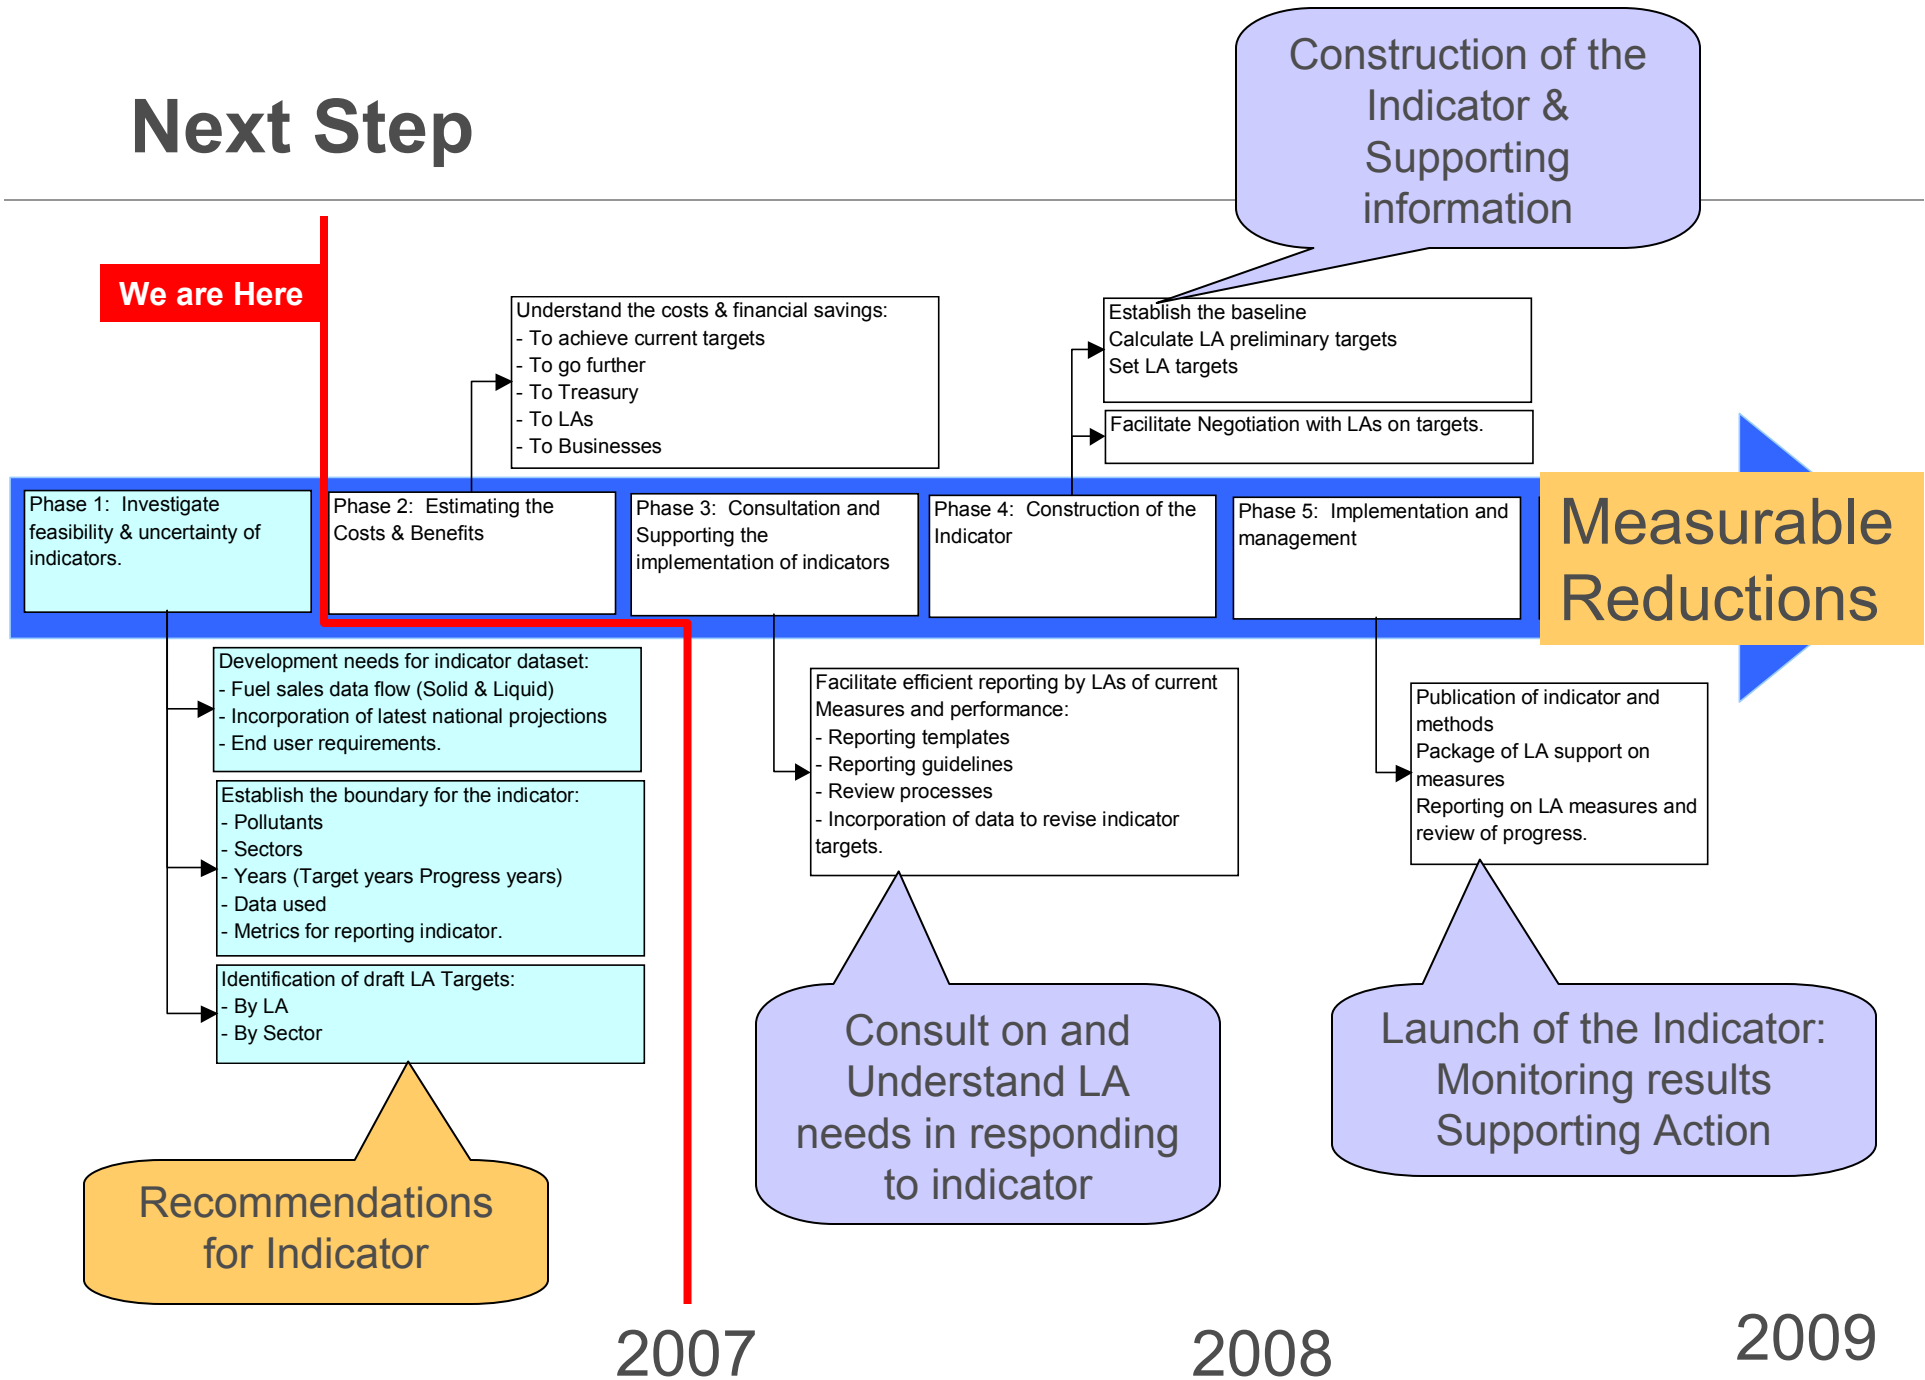 Next Step
Construction of the
Indicator &
Supporting
information
We are Here
Understand the costs & financial savings:
- To achieve current targets
- To go further
- To Treasury
- To LAs
- To Businesses
Establish the baseline
Calculate LA preliminary targets
Set LA targets
Facilitate Negotiation with LAs on targets.
Phase 1: Investigate
feasibility & uncertainty of
indicators.
Phase 2: Estimating the
Costs & Benefits
Phase 3: Consultation and
Supporting the
implementation of indicators
Phase 4: Construction of the
Indicator
Phase 5: Implementation and
management
Measurable
Reductions
Development needs for indicator dataset:
- Fuel sales data flow (Solid & Liquid)
- Incorporation of latest national projections
- End user requirements.
Establish the boundary for the indicator:
- Pollutants
- Sectors
- Years (Target years Progress years)
- Data used
- Metrics for reporting indicator.
Identification of draft LA Targets:
- By LA
- By Sector
Facilitate efficient reporting by LAs of current
Measures and performance:
- Reporting templates
- Reporting guidelines
- Review processes
- Incorporation of data to revise indicator
targets.
Publication of indicator and
methods
Package of LA support on
measures
Reporting on LA measures and
review of progress.
Recommendations
for Indicator
Consult on and
Understand LA
needs in responding
to indicator
Launch of the Indicator:
Monitoring results
Supporting Action
2007
2008
2009